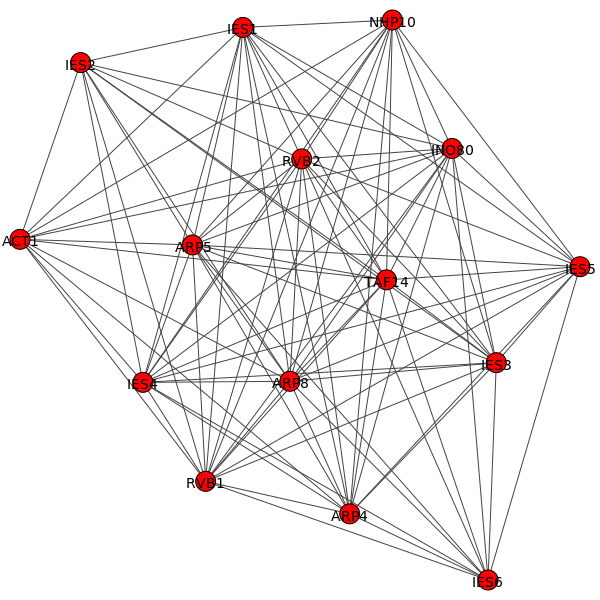 NHP10
IES1
IES2
INO80
RVB2
ACT1
ARP5
IES5
TAF14
IES3
IES4
ARP8
RVB1
ARP4
IES6